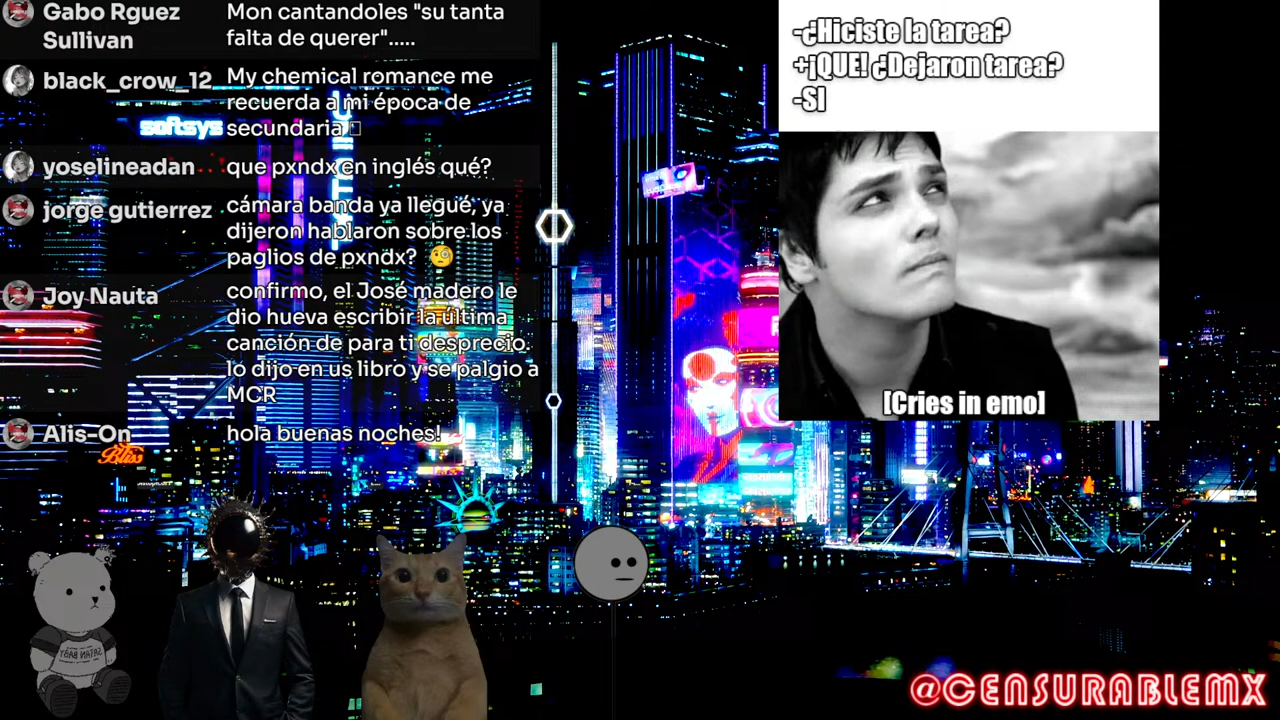 Gabo Rguez
Sullivan
Mon cantandoles "su tanta
falta de querer".....
black_crow_12
My chemical romance me
recuerda a mi época de
secundaria
yoselineadan
que pxndx en inglés qué?
jorge gutierrez
cámara banda ya llegué, ya
dijeron hablaron sobre los
paglios de pxndx? 🧐
Joy Nauta
confirmo, el José madero le
dio hueva escribir la última
canción de para ti desprecio.
lo dijo en us libro y se palgio a
MCR
Alis-On
hola buenas noches!
-¿Hiciste la tarea?
+¡QUE! ¿Dejaron tarea?
-SI
[Cries in emo]
softsys
Bliss
SATAN BABY
@CENSURABLEMX